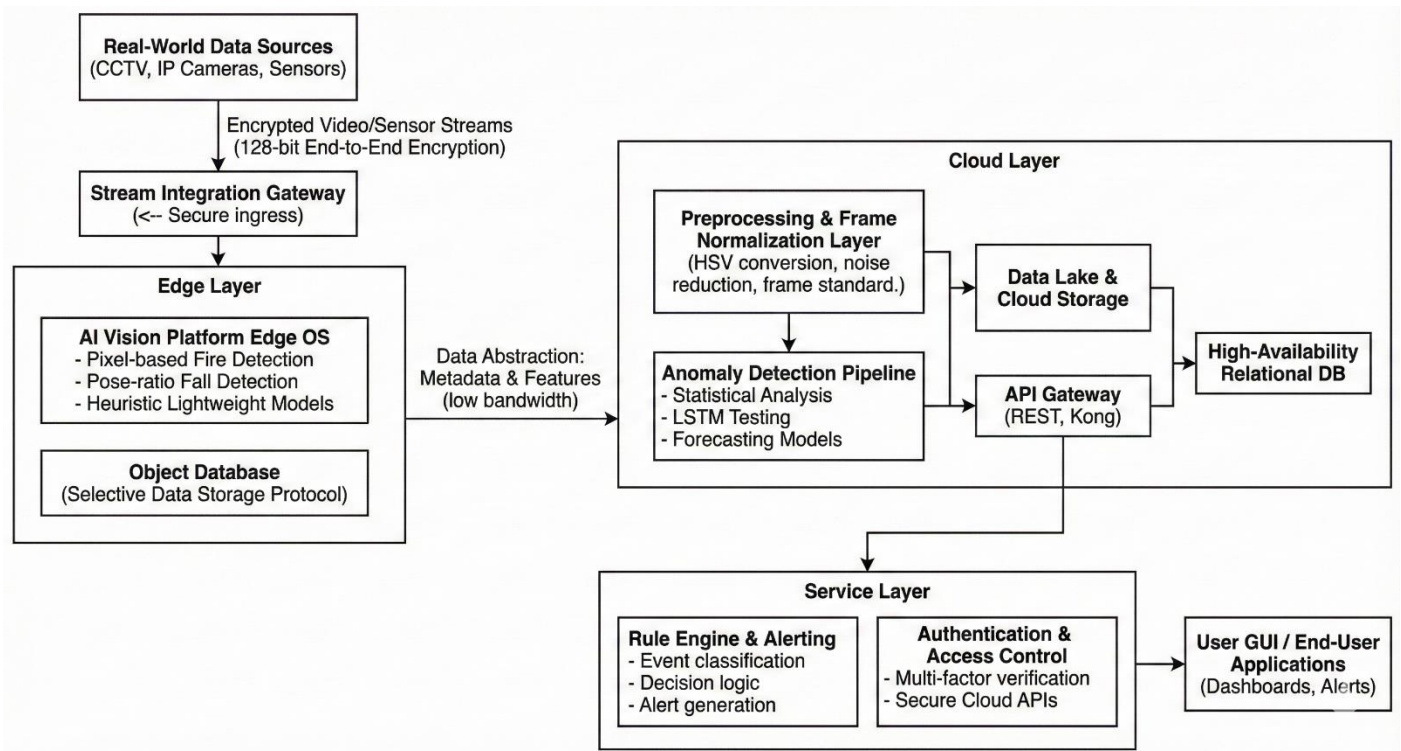 Real-World Data Sources
(CCTV, IP Cameras, Sensors)
Encrypted Video/Sensor Streams
(128-bit End-to-End Encryption)
Stream Integration Gateway
(<-- Secure ingress)
Edge Layer
AI Vision Platform Edge OS
- Pixel-based Fire Detection
- Pose-ratio Fall Detection
- Heuristic Lightweight Models
Object Database
(Selective Data Storage Protocol)
Data Abstraction:
Metadata & Features
(low bandwidth)
Cloud Layer
Preprocessing & Frame
Normalization Layer
(HSV conversion, noise
reduction, frame standard.)
Anomaly Detection Pipeline
- Statistical Analysis
- LSTM Testing
- Forecasting Models
Data Lake &
Cloud Storage
API Gateway
(REST, Kong)
High-Availability
Relational DB
Service Layer
Rule Engine & Alerting
- Event classification
- Decision logic
- Alert generation
Authentication &
Access Control
- Multi-factor verification
- Secure Cloud APIs
User GUI / End-User
Applications
(Dashboards, Alerts)